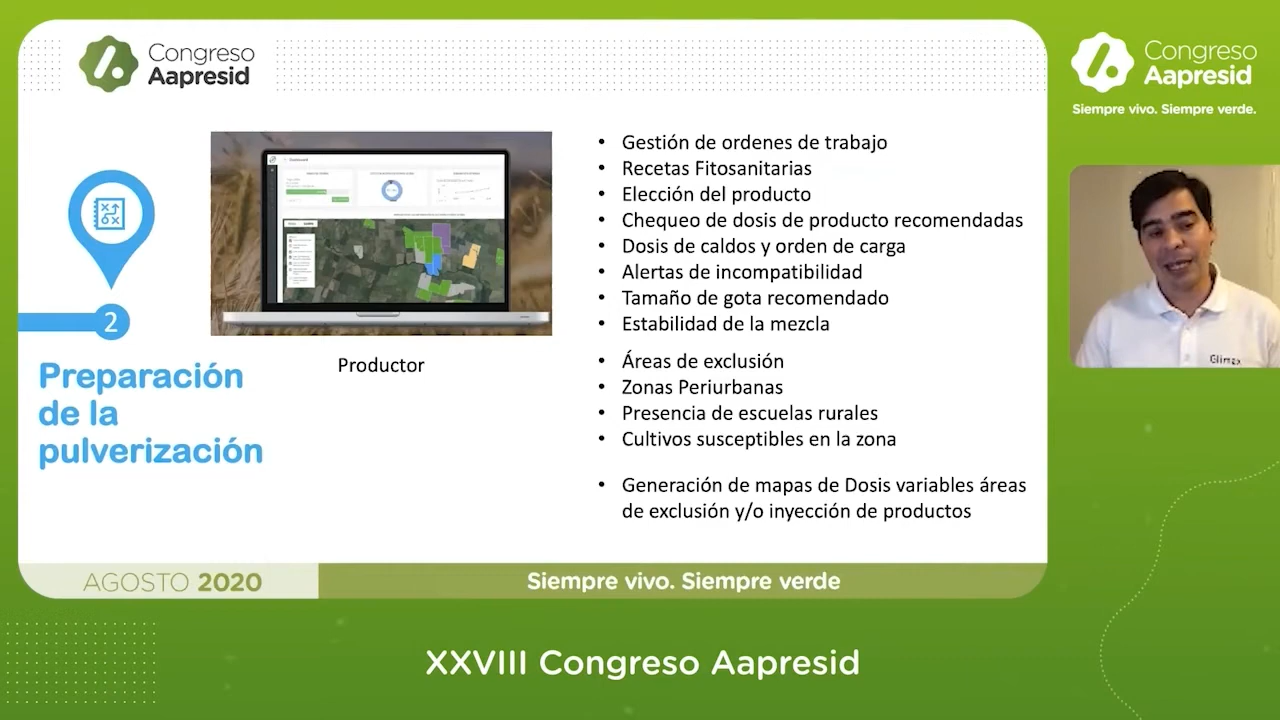 Congreso
Aapresid
Congreso
Aapresid
Siempre vivo. Siempre verde.
2
Preparación
de la
pulverización
Dashboard
Productor
• Gestión de ordenes de trabajo
• Recetas Fitosanitarias
• Elección del producto
• Chequeo de dosis de producto recomendadas
• Dosis de caldos y orden de carga
• Alertas de incompatibilidad
• Tamaño de gota recomendado
• Estabilidad de la mezcla
• Áreas de exclusión
• Zonas Periurbanas
• Presencia de escuelas rurales
• Cultivos susceptibles en la zona
• Generación de mapas de Dosis variables áreas
de exclusión y/o inyección de productos
Glimax
AGOSTO 2020
Siempre vivo. Siempre verde
XXVIII Congreso Aapresid